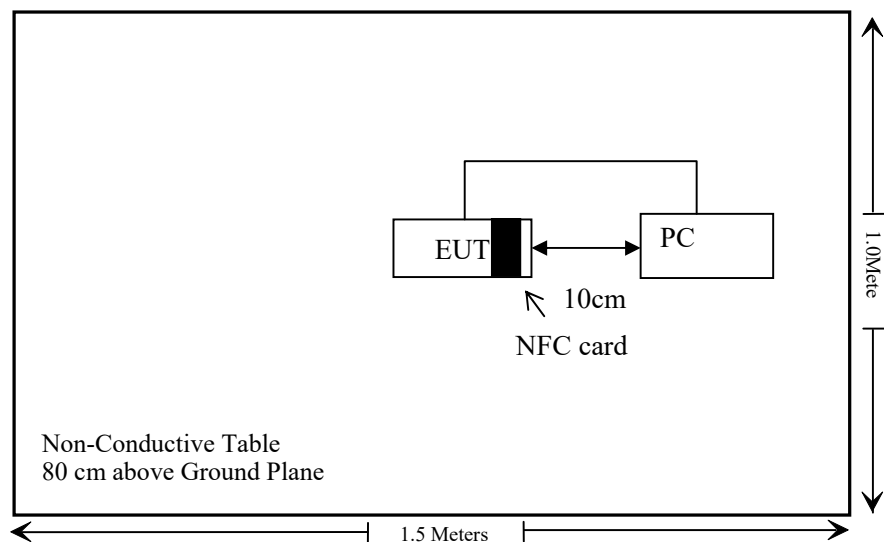 EUT
PC
10cm
NFC card
1.0Mete
Non-Conductive Table
80 cm above Ground Plane
1.5 Meters